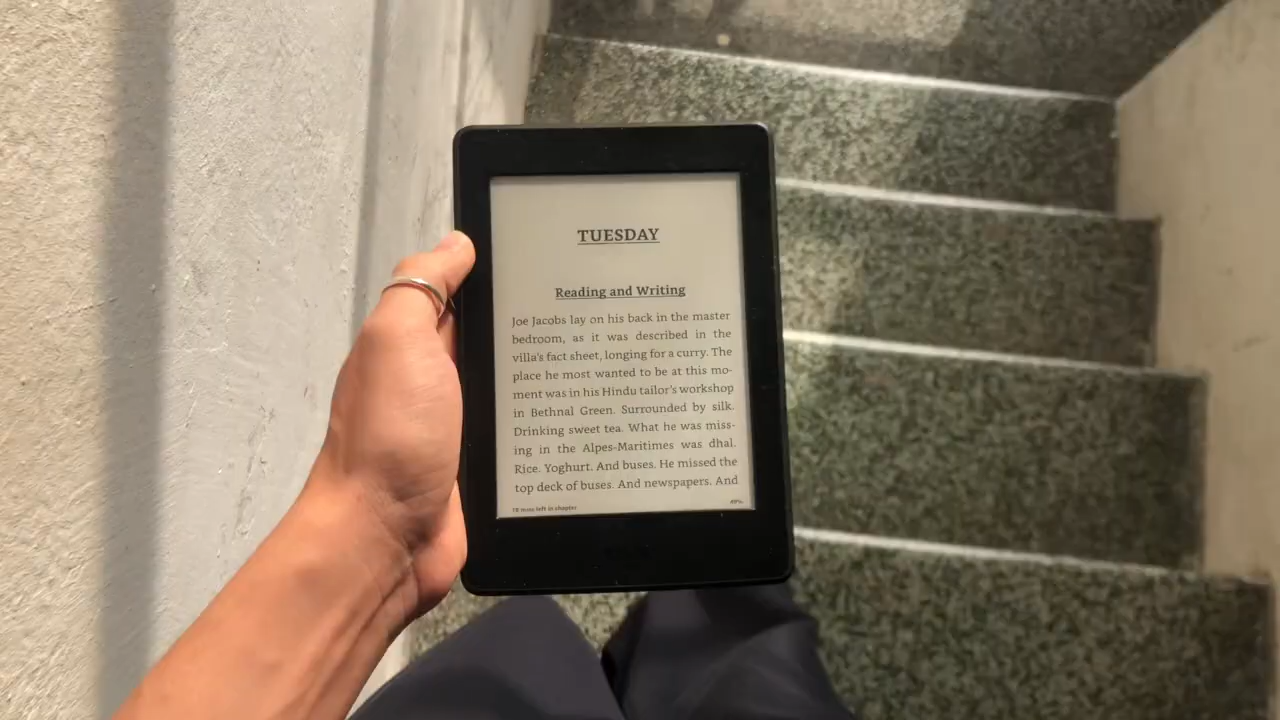 TUESDAY
Reading and Writing
Joe Jacobs lay on his back in the master
bedroom, as it was described in the
villa's fact sheet, longing for a curry. The
place he most wanted to be at this mo-
ment was in his Hindu tailor's workshop
in Bethnal Green. Surrounded by silk.
Drinking sweet tea. What he was miss-
ing in the Alpes-Maritimes was dhal.
Rice. Yoghurt. And buses. He missed the
top deck of buses. And newspapers. And
mins left in chapter